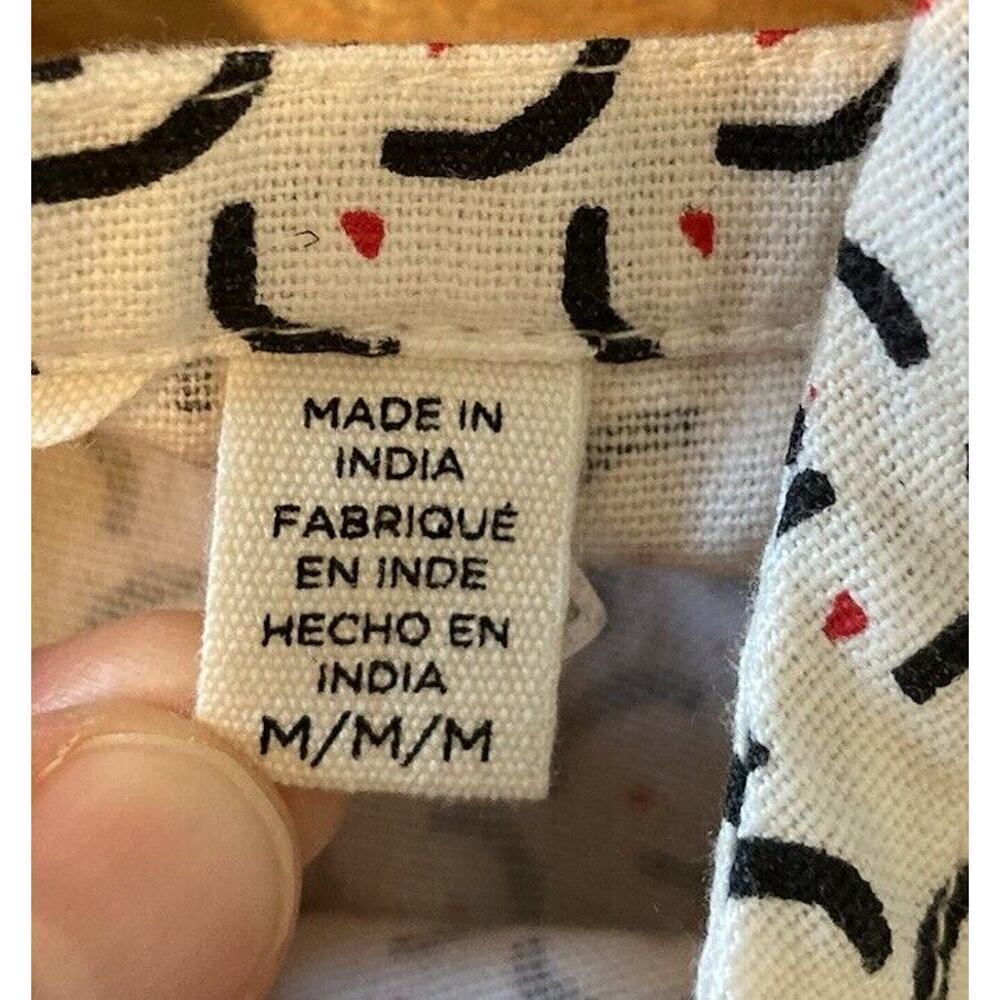 MADE IN
INDIA
FABRIQUÉ
EN INDE
HECHO EN
INDIA
M/M/M